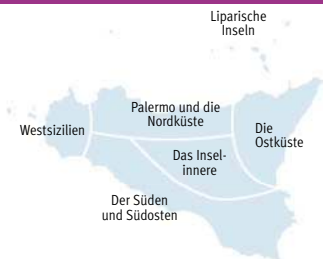 Liparische
Inseln
Palermo und die
Nordküste
Westsizilien
Die
Ostküste
Das Insel-
innere
Der Süden
und Südosten